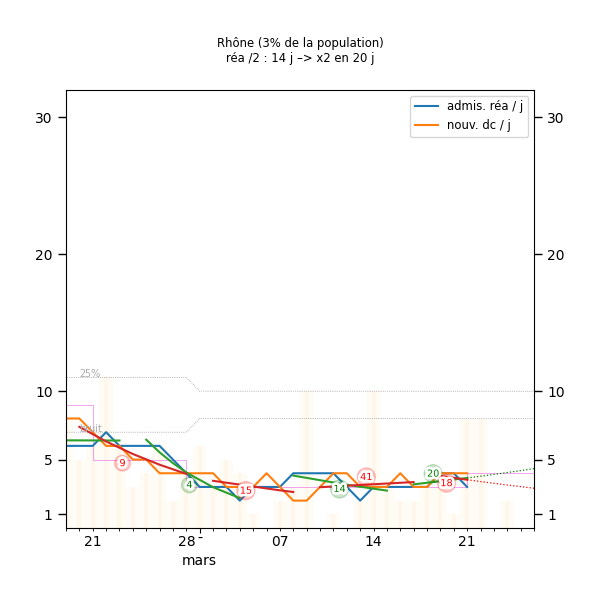 Rhône (3% de la population)
réa /2 : 14 j –> x2 en 20 j
admis. réa / j
nouv. dc / j
30 30
20 20
25%
10 10
bruit
9
41
20
5 5
4
15
14
18
1 1
21 28 07 14 21
mars